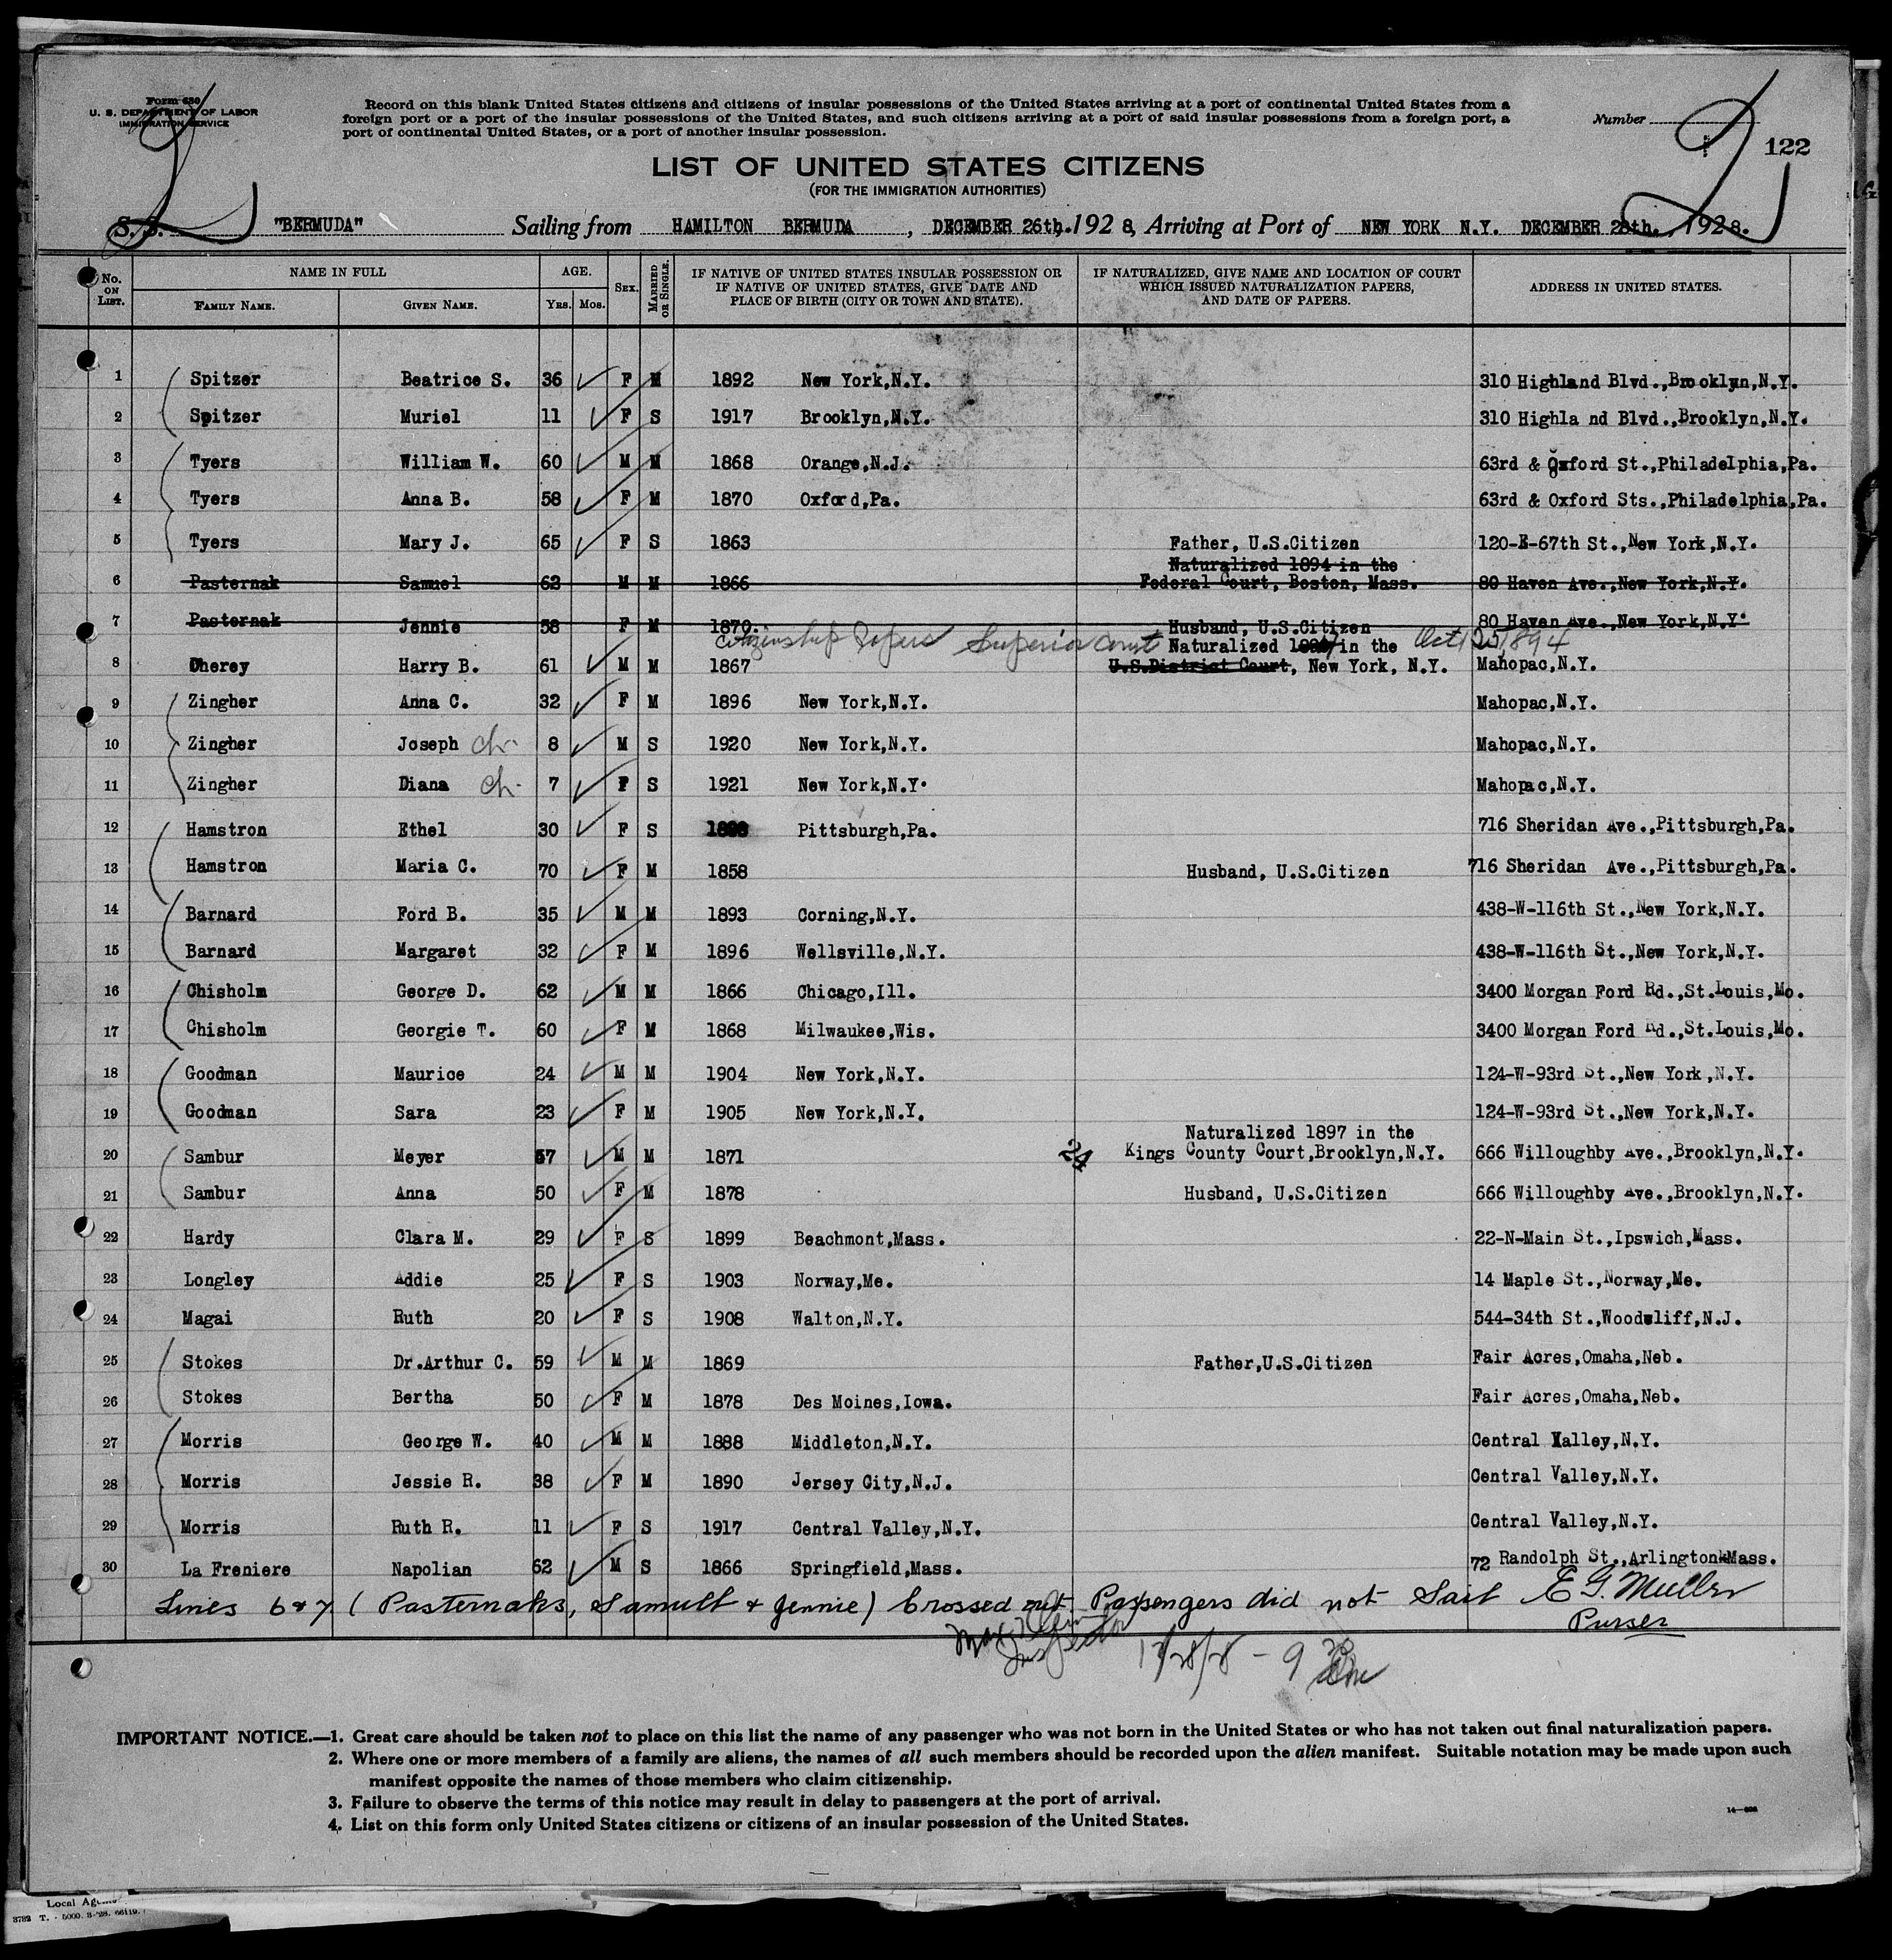 Form 630
U. S. DEPARTMENT OF LABOR
IMMIGRATION SERVICE
Record on this blank United States citizens and citizens of insular possessions of the United States arriving at a port of continental United States from a
foreign port or a port of the insular possessions of the United States, and such citizens arriving at a port of said insular possessions from a foreign port, a
port of continental United States, or a port of another insular possession.
Number
2
2
122
LIST OF UNITED STATES CITIZENS
(FOR THE IMMIGRATION AUTHORITIES)
S. S. "BERMUDA" Sailing from HAMILTON BERMUDA, DECEMBER 26th, 1928, Arriving at Port of NEW YORK N.Y. DECEMBER 28th., 1928.
No. ON LIST. NAME IN FULL AGE. SEX. MARRIED OR SINGLE. IF NATIVE OF UNITED STATES INSULAR POSSESSION OR IF NATIVE OF UNITED STATES, GIVE DATE AND PLACE OF BIRTH (CITY OR TOWN AND STATE). IF NATURALIZED, GIVE NAME AND LOCATION OF COURT WHICH ISSUED NATURALIZATION PAPERS, AND DATE OF PAPERS. ADDRESS IN UNITED STATES.
FAMILY NAME. GIVEN NAME. YRS. MOS.
1 Spitzer Beatrice S. 36 F M 1892 New York,N.Y. 310 Highland Blvd.,Brooklyn,N.Y.
2 Spitzer Muriel 11 F S 1917 Brooklyn,N.Y. 310 Highla nd Blvd.,Brooklyn,N.Y.
3 Tyers William W. 60 M M 1868 Orange,N.J. 63rd & Oxford St.,Philadelphia,Pa.
4 Tyers Anna B. 58 F M 1870 Oxford,Pa. 63rd & Oxford Sts.,Philadelphia,Pa.
5 Tyers Mary J. 65 F S 1863 Father, U.S.Citizen 120-E-67th St.,New York,N.Y.
Naturalized 1894 in the
6 Pasternak Samuel 62 M M 1866 Federal Court, Boston, Mass. 80 Haven Ave.,New York,N.Y.
7 Pasternak Jennie 58 F M 1870. Husband, U.S.Citizen 80 Haven Ave.,New York,N.Y.
Citizenship Papers Superior Court Naturalized in the Oct 25 1894
8 Cherey Harry B. 61 M M 1867 U.S.District Court, New York, N.Y. Mahopac,N.Y.
9 Zingher Anna C. 32 F M 1896 New York,N.Y. Mahopac,N.Y.
10 Zingher Joseph ch. 8 M S 1920 New York,N.Y. Mahopac,N.Y.
11 Zingher Diana ch. 7 F S 1921 New York,N.Y. Mahopac,N.Y.
12 Hamstron Ethel 30 F S 1898 Pittsburgh,Pa. 716 Sheridan Ave.,Pittsburgh,Pa.
13 Hamstron Maria C. 70 F M 1858 Husband, U.S.Citizen 716 Sheridan Ave.,Pittsburgh,Pa.
14 Barnard Ford B. 35 M M 1893 Corning,N.Y. 438-W-116th St.,New York,N.Y.
15 Barnard Margaret 32 F M 1896 Wellsville,N.Y. 438-W-116th St.,New York,N.Y.
16 Chisholm George D. 62 M M 1866 Chicago,Ill. 3400 Morgan Ford Rd.,St.Louis,Mo.
17 Chisholm Georgie T. 60 F M 1868 Milwaukee,Wis. 3400 Morgan Ford Rd.,St.Louis,Mo.
18 Goodman Maurice 24 M M 1904 New York,N.Y. 124-W-93rd St.,New York,N.Y.
19 Goodman Sara 23 F M 1905 New York,N.Y. 124-W-93rd St.,New York,N.Y.
Naturalized 1897 in the
20 Sambur Meyer 57 M M 1871 24 Kings County Court,Brooklyn,N.Y. 666 Willoughby Ave.,Brooklyn,N.Y.
21 Sambur Anna 50 F M 1878 Husband, U.S.Citizen 666 Willoughby Ave.,Brooklyn,N.Y.
22 Hardy Clara M. 29 F S 1899 Beachmont,Mass. 22-N-Main St.,Ipswich,Mass.
23 Longley Addie 25 F S 1903 Norway,Me. 14 Maple St.,Norway,Me.
24 Magai Ruth 20 F S 1908 Walton,N.Y. 544-34th St.,Woodcliff,N.J.
25 Stokes Dr.Arthur C. 59 M M 1869 Father,U.S.Citizen Fair Acres,Omaha,Neb.
26 Stokes Bertha 50 F M 1878 Des Moines,Iowa. Fair Acres,Omaha,Neb.
27 Morris George W. 40 M M 1888 Middleton,N.Y. Central Valley,N.Y.
28 Morris Jessie R. 38 F M 1890 Jersey City,N.J. Central Valley,N.Y.
29 Morris Ruth R. 11 F S 1917 Central Valley,N.Y. Central Valley,N.Y.
30 La Freniere Napolian 62 M S 1866 Springfield,Mass. 72 Randolph St.,Arlington Mass.
Lines 6 & 7 (Pasternaks, Samuel & Jennie) Crossed out. Passengers did not Sail E G. Mueller
Purser
Inspector 12/28/28 - 9
IMPORTANT NOTICE.—1. Great care should be taken not to place on this list the name of any passenger who was not born in the United States or who has not taken out final naturalization papers.
2. Where one or more members of a family are aliens, the names of all such members should be recorded upon the alien manifest. Suitable notation may be made upon such
manifest opposite the names of those members who claim citizenship.
3. Failure to observe the terms of this notice may result in delay to passengers at the port of arrival.
4. List on this form only United States citizens or citizens of an insular possession of the United States.
Local
3782 T. - 5000. 3-'28. 66119.